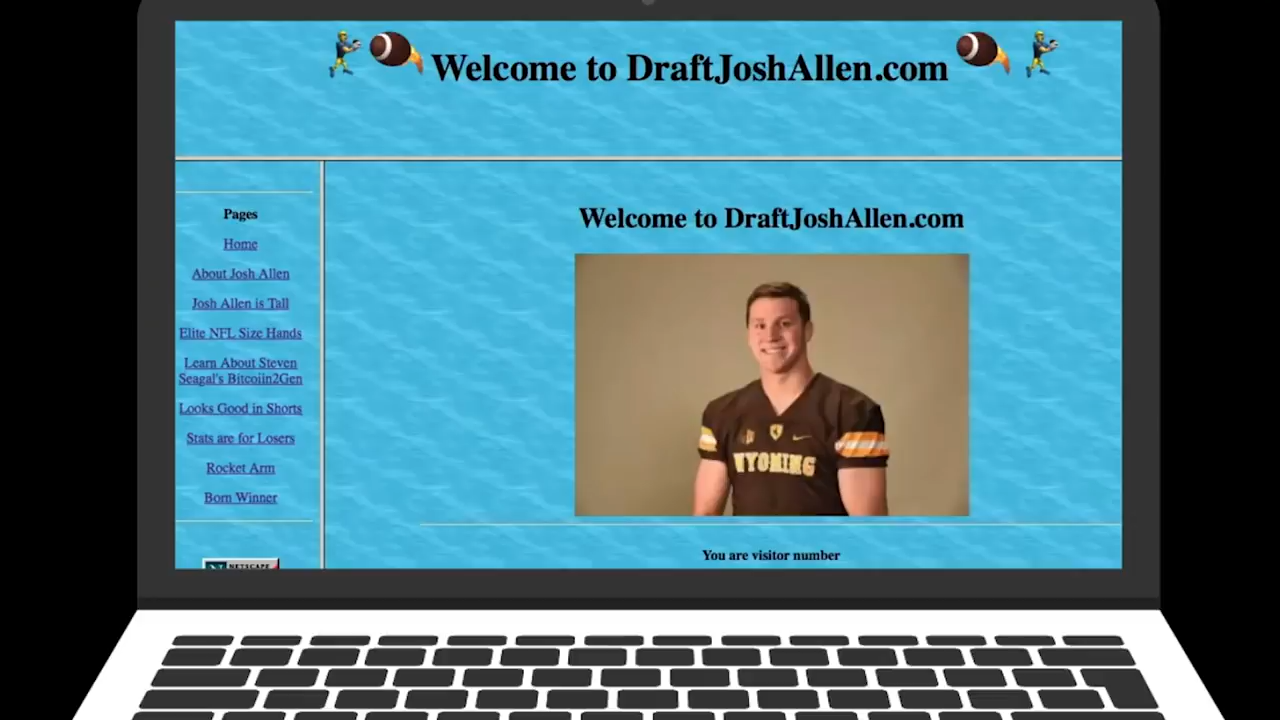 Welcome to DraftJoshAllen.com
Pages
Home
About Josh Allen
Josh Allen is Tall
Elite NFL Size Hands
Learn About Steven
Seagal's Bitcoiin2Gen
Looks Good in Shorts
Stats are for Losers
Rocket Arm
Born Winner
NETSCAPE
Welcome to DraftJoshAllen.com
WYOMING
You are visitor number